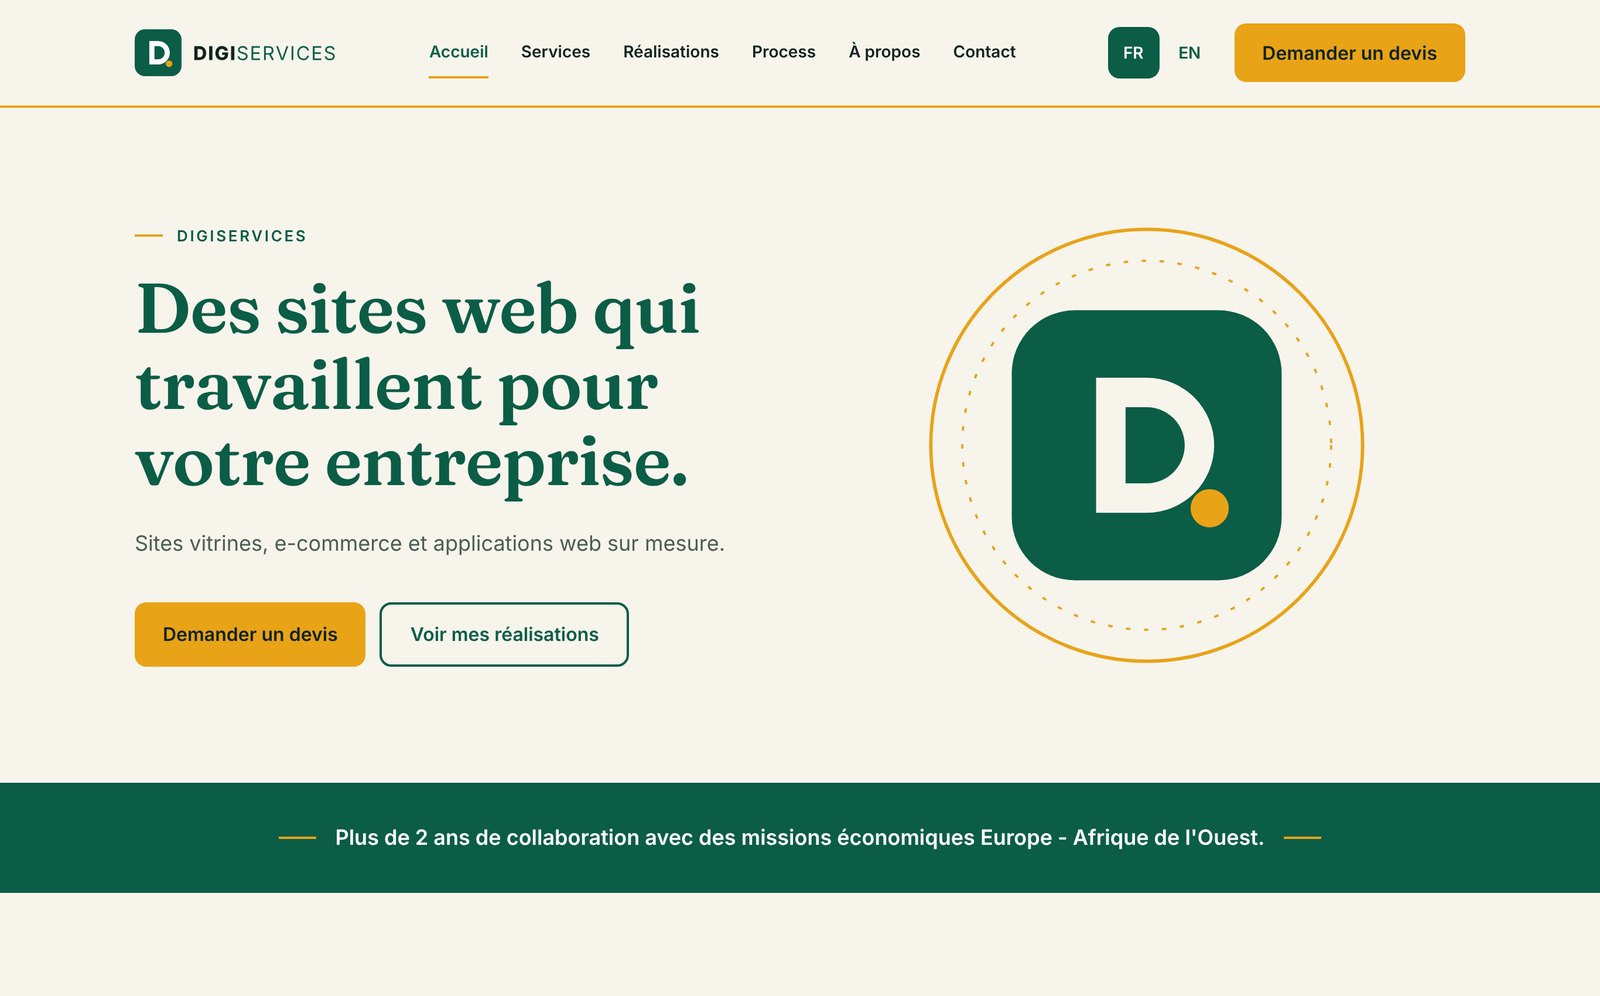 D. DIGISERVICES
Accueil Services Réalisations Process À propos Contact
FR EN
Demander un devis
DIGISERVICES
Des sites web qui
travaillent pour
votre entreprise.
Sites vitrines, e-commerce et applications web sur mesure.
Demander un devis
Voir mes réalisations
D.
Plus de 2 ans de collaboration avec des missions économiques Europe - Afrique de l'Ouest.